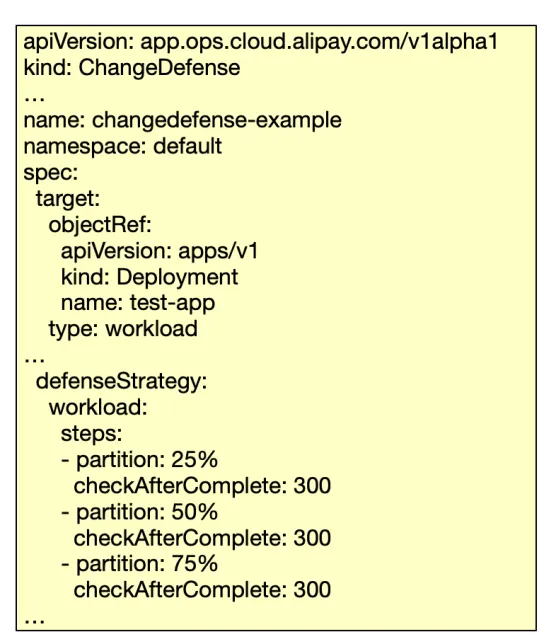 apiVersion: app.ops.cloud.alipay.com/v1alpha1
kind: ChangeDefense
…
name: changedefense-example
namespace: default
spec:
  target:
    objectRef:
      apiVersion: apps/v1
      kind: Deployment
      name: test-app
    type: workload
…
  defenseStrategy:
    workload:
      steps:
      - partition: 25%
        checkAfterComplete: 300
      - partition: 50%
        checkAfterComplete: 300
      - partition: 75%
        checkAfterComplete: 300
…